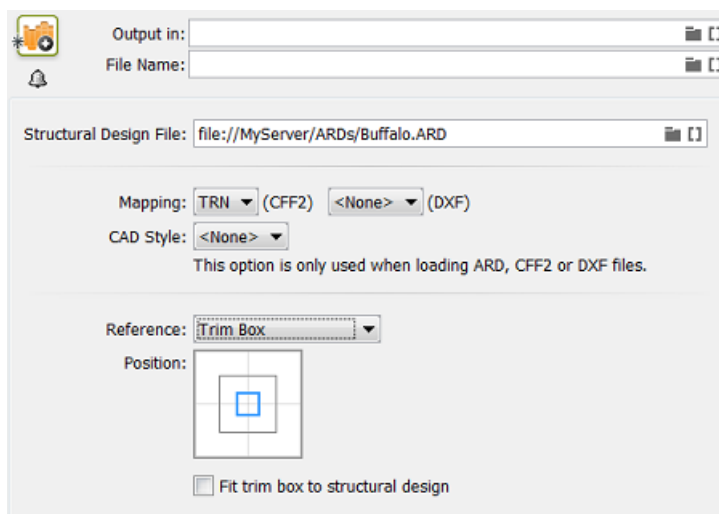 Output in:
File Name:
Structural Design File: file://MyServer/ARDs/Buffalo.ARD
Mapping: TRN (CFF2) <None> (DXF)
CAD Style: <None>
This option is only used when loading ARD, CFF2 or DXF files.
Reference: Trim Box
Position:
Fit trim box to structural design